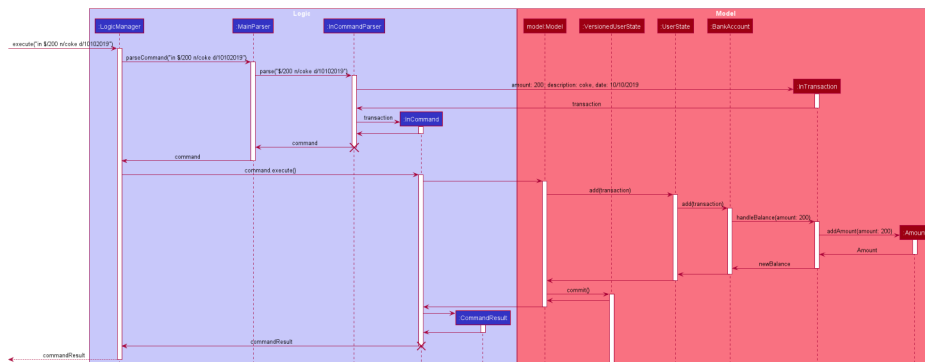 Logic
Model
:LogicManager
:MainParser
:InCommandParser
model:Model
:VersionedUserState
:UserState
:BankAccount
execute("in $/200 n/coke d/10102019")
parseCommand("in $/200 n/coke d/10102019")
parse("$/200 n/coke d/10102019")
amount: 200; description: coke, date: 10/10/2019
:InTransaction
transaction
transaction
:InCommand
command
command
command.execute()
add(transaction)
add(transaction)
handleBalance(amount: 200)
addAmount(amount: 200)
:Amount
Amount
newBalance
commit()
:CommandResult
commandResult
commandResult